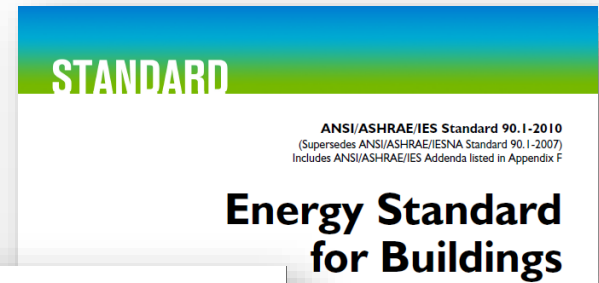 STANDARD
ANSI/ASHRAE/IES Standard 90.1-2010
(Supersedes ANSI/ASHRAE/IESNA Standard 90.1-2007)
Includes ANSI/ASHRAE/IES Addenda listed in Appendix F
Energy Standard
for Buildings